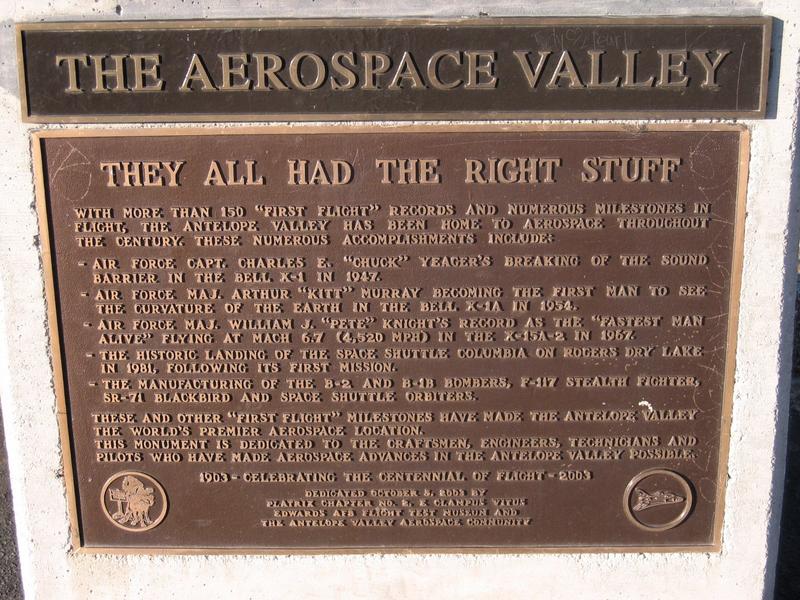 THE AEROSPACE VALLEY
THEY ALL HAD THE RIGHT STUFF
WITH MORE THAN 150 "FIRST FLIGHT" RECORDS AND NUMEROUS MILESTONES IN
FLIGHT, THE ANTELOPE VALLEY HAS BEEN HOME TO AEROSPACE THROUGHOUT
THE CENTURY. THESE NUMEROUS ACCOMPLISHMENTS INCLUDE:
- AIR FORCE CAPT. CHARLES E. "CHUCK" YEAGER'S BREAKING OF THE SOUND
BARRIER IN THE BELL X-1 IN 1947.
- AIR FORCE MAJ. ARTHUR "KITT" MURRAY BECOMING THE FIRST MAN TO SEE
THE CURVATURE OF THE EARTH IN THE BELL X-1A IN 1954.
- AIR FORCE MAJ. WILLIAM J. "PETE" KNIGHT'S RECORD AS THE "FASTEST MAN
ALIVE" FLYING AT MACH 6.7 (4,520 MPH) IN THE X-15A-2 IN 1967.
- THE HISTORIC LANDING OF THE SPACE SHUTTLE COLUMBIA ON ROGERS DRY LAKE
IN 1981, FOLLOWING ITS FIRST MISSION.
- THE MANUFACTURING OF THE B-2 AND B-1B BOMBERS, F-117 STEALTH FIGHTER,
SR-71 BLACKBIRD AND SPACE SHUTTLE ORBITERS.
THESE AND OTHER "FIRST FLIGHT" MILESTONES HAVE MADE THE ANTELOPE VALLEY
THE WORLD'S PREMIER AEROSPACE LOCATION.
THIS MONUMENT IS DEDICATED TO THE CRAFTSMEN, ENGINEERS, TECHNICIANS AND
PILOTS WHO HAVE MADE AEROSPACE ADVANCES IN THE ANTELOPE VALLEY POSSIBLE.
1903 - CELEBRATING THE CENTENNIAL OF FLIGHT - 2003
DEDICATED OCTOBER 5, 2003 BY
PLATRIX CHAPTER NO. 2, E CLAMPUS VITUS
EDWARDS AFB FLIGHT TEST MUSEUM AND
THE ANTELOPE VALLEY AEROSPACE COMMUNITY